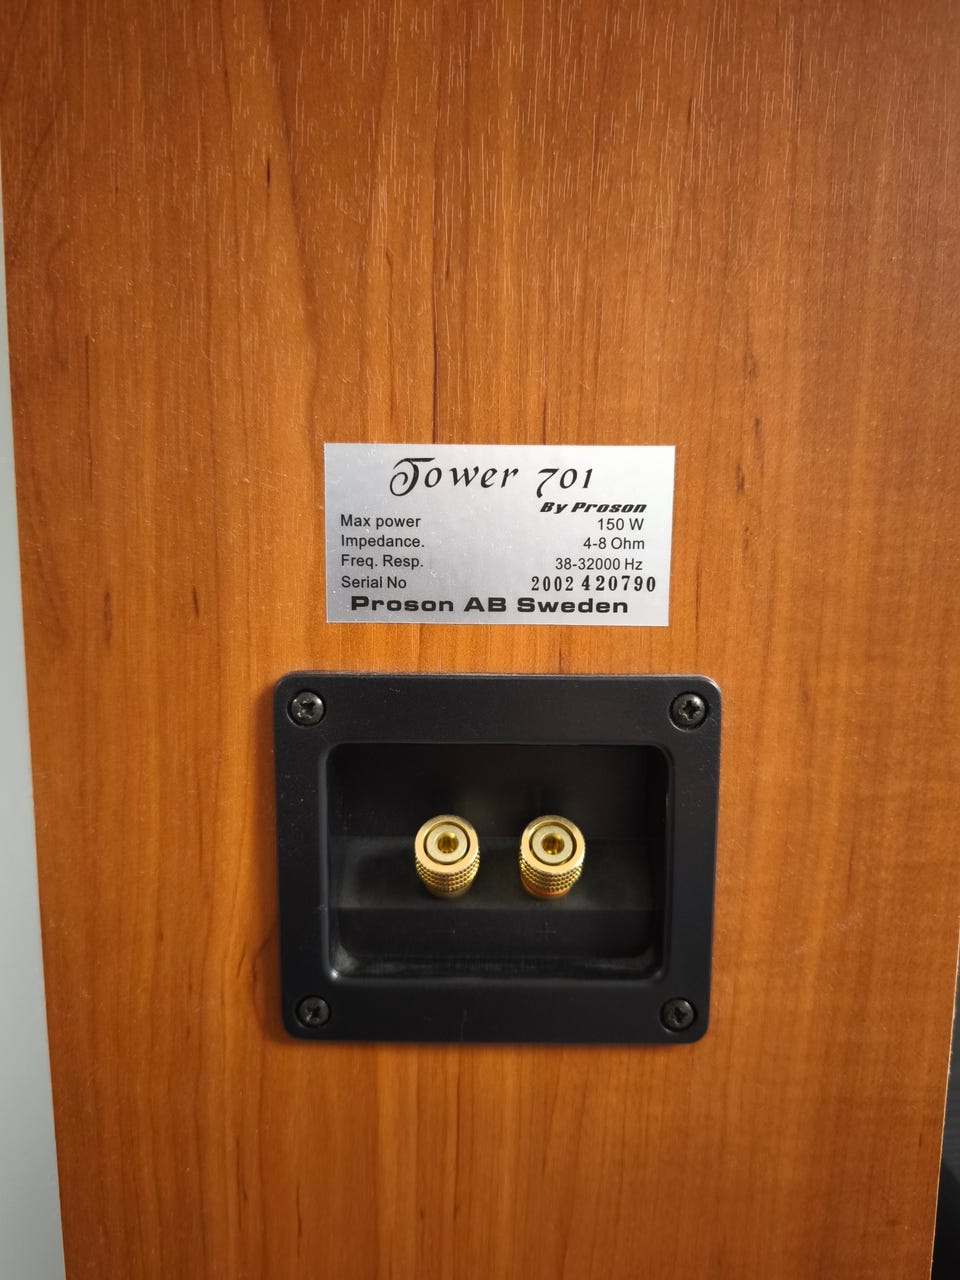 Tower 701
By Proson
Max power 150 W
Impedance. 4-8 Ohm
Freq. Resp. 38-32000 Hz
Serial No 2002 420790
Proson AB Sweden